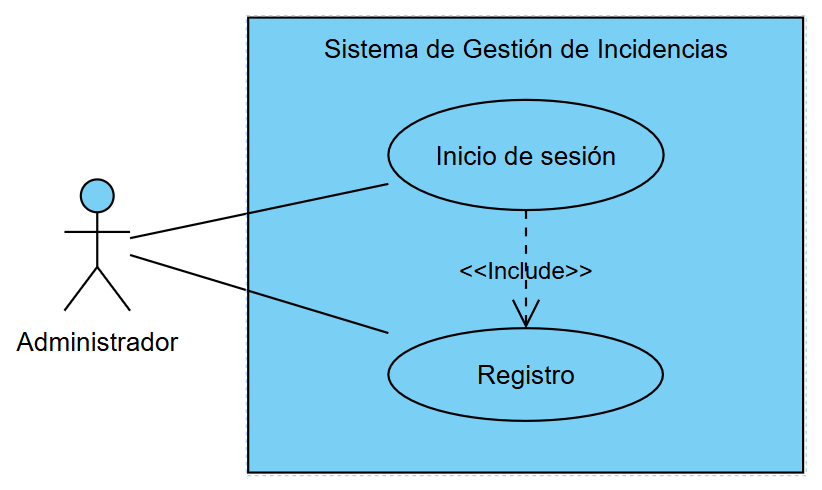 Sistema de Gestión de Incidencias
Inicio de sesión
<<Include>>
Administrador
Registro